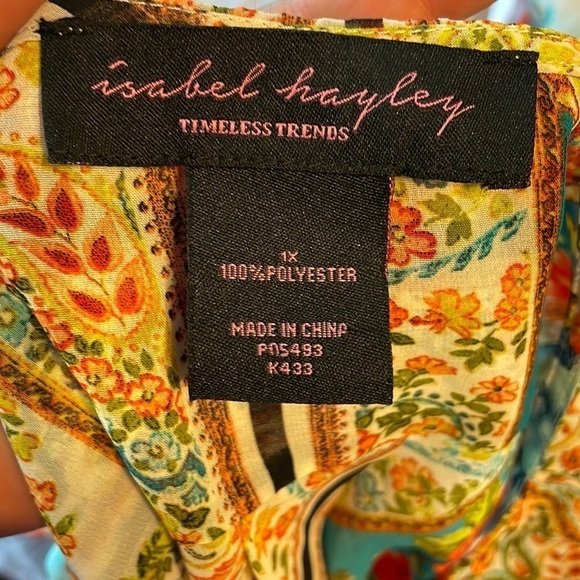 isabel hayley
TIMELESS TRENDS
1X
100%POLYESTER
MADE IN CHINA
P05493
K433